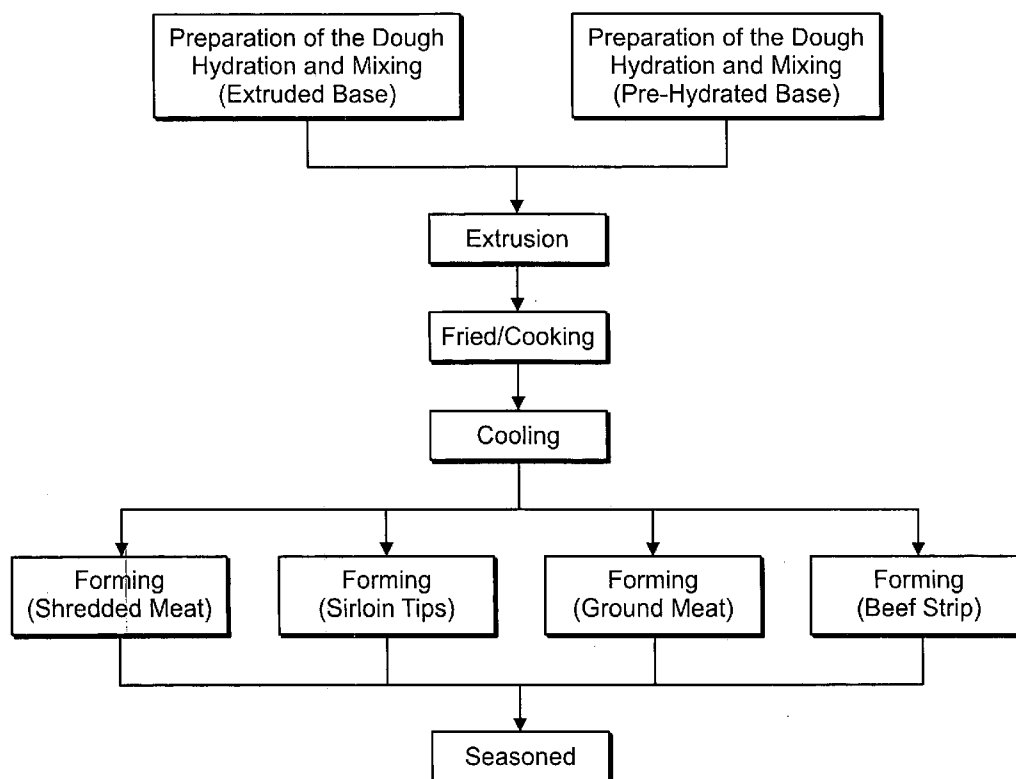 Preparation of the Dough
Hydration and Mixing
(Extruded Base)
Preparation of the Dough
Hydration and Mixing
(Pre-Hydrated Base)
Extrusion
Fried/Cooking
Cooling
Forming
(Shredded Meat)
Forming
(Sirloin Tips)
Forming
(Ground Meat)
Forming
(Beef Strip)
Seasoned